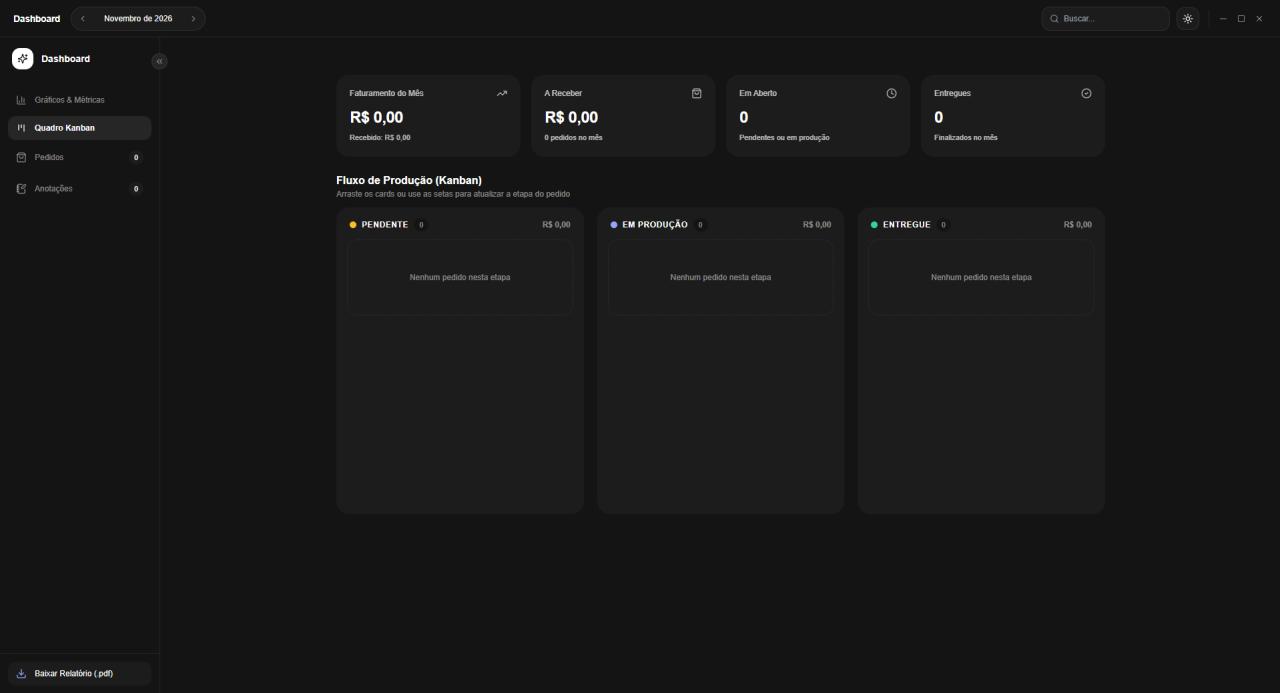 Dashboard
Novembro de 2026
Buscar...
Dashboard
Gráficos & Métricas
Quadro Kanban
Pedidos 0
Anotações 0
Baixar Relatório (.pdf)
Faturamento do Mês
R$ 0,00
Recebido: R$ 0,00
A Receber
R$ 0,00
0 pedidos no mês
Em Aberto
0
Pendentes ou em produção
Entregues
0
Finalizados no mês
Fluxo de Produção (Kanban)
Arraste os cards ou use as setas para atualizar a etapa do pedido
PENDENTE 0 R$ 0,00
Nenhum pedido nesta etapa
EM PRODUÇÃO 0 R$ 0,00
Nenhum pedido nesta etapa
ENTREGUE 0 R$ 0,00
Nenhum pedido nesta etapa